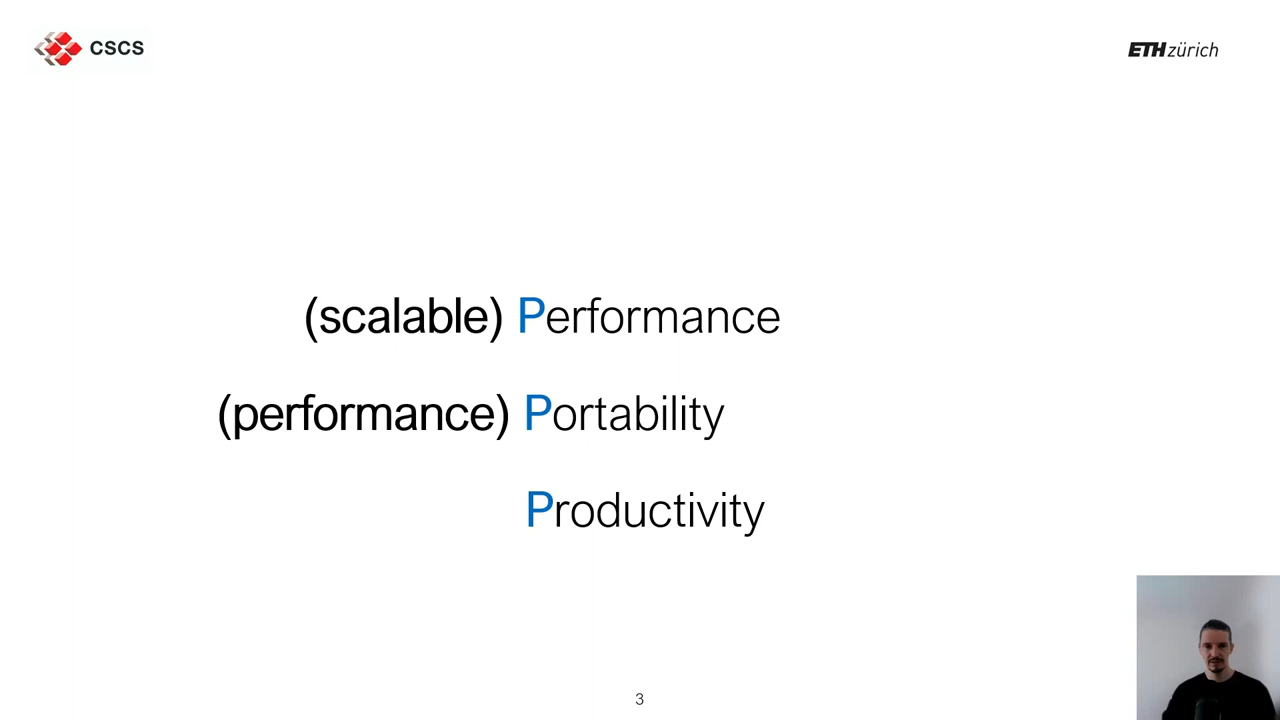 CSCS
ETH zürich
(scalable) Performance
(performance) Portability
Productivity
3